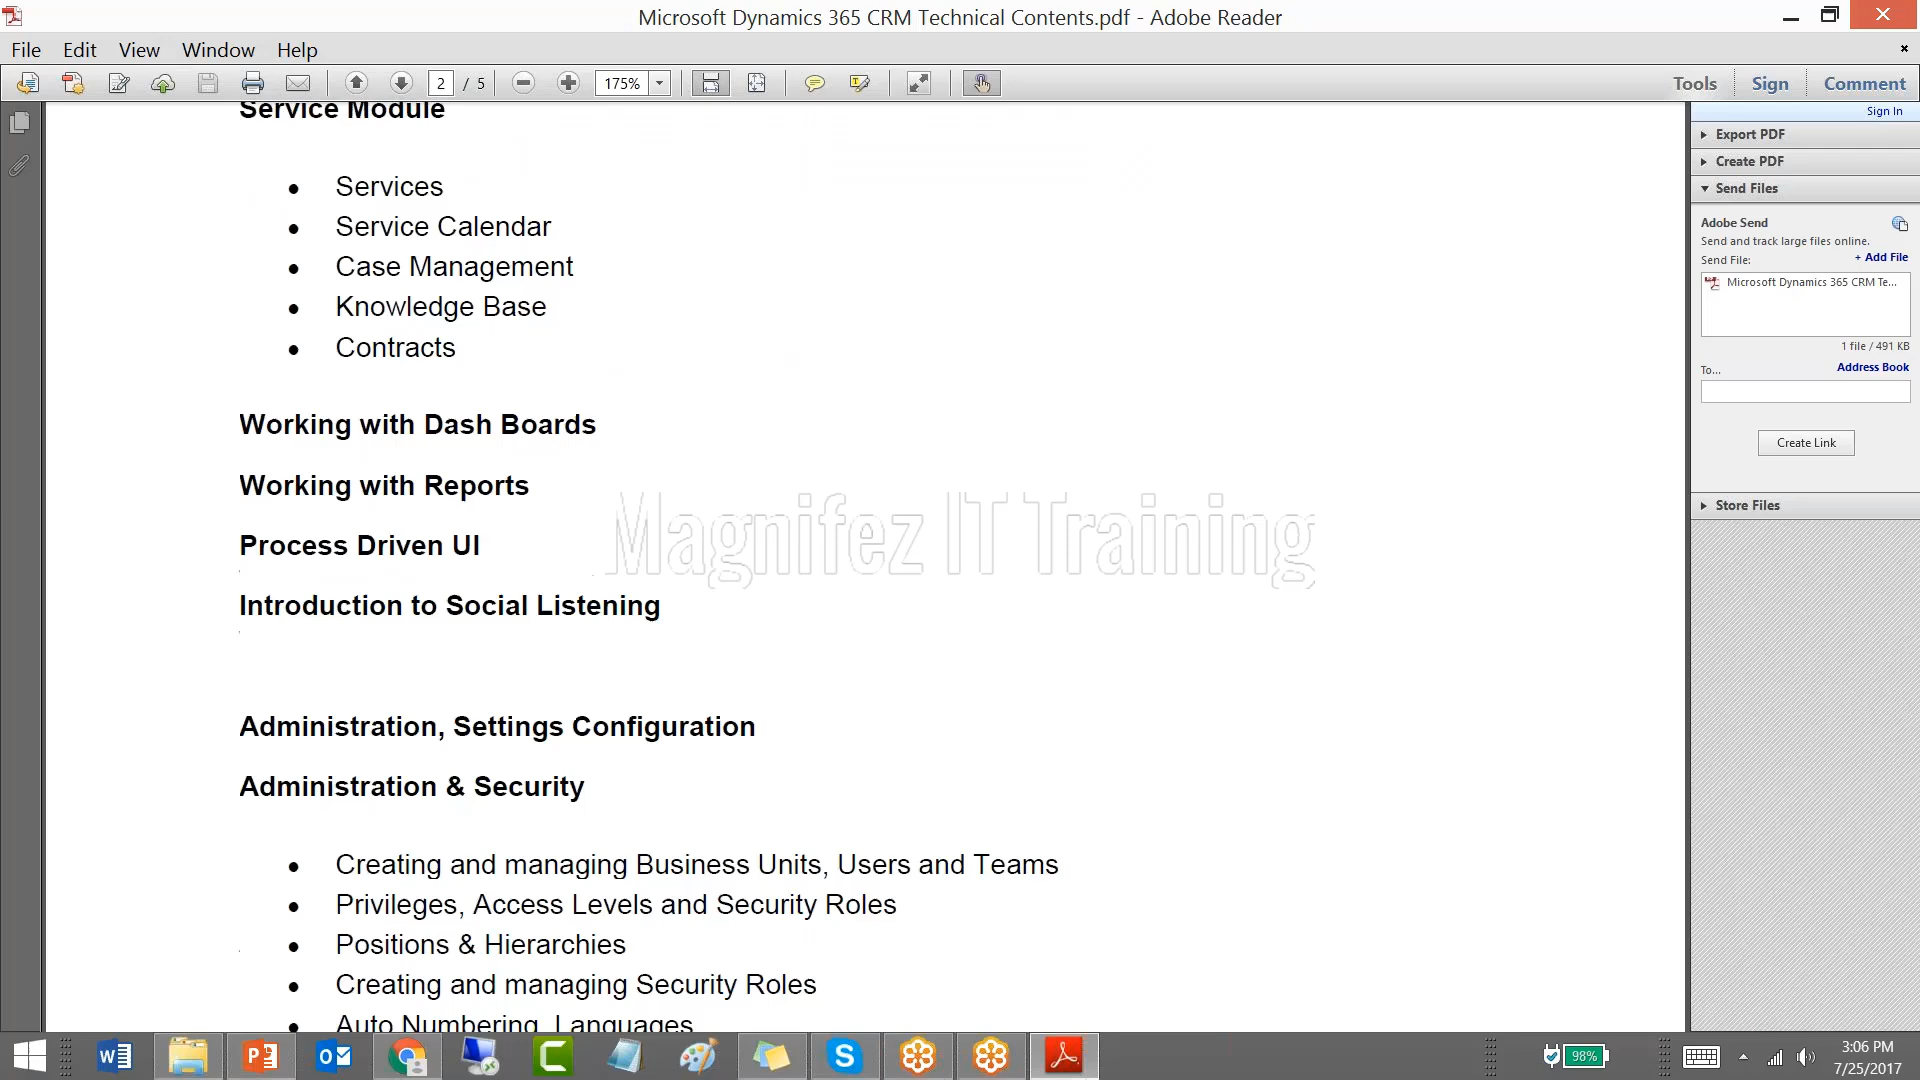 Microsoft Dynamics 365 CRM Technical Contents.pdf - Adobe Reader
File Edit View Window Help
2 / 5 175% Tools Sign Comment
Sign In
Export PDF
Create PDF
Send Files
Adobe Send
Send and track large files online.
Send File: + Add File
Microsoft Dynamics 365 CRM Te...
1 file / 491 KB
To... Address Book
Create Link
Store Files
Service Module
• Services
• Service Calendar
• Case Management
• Knowledge Base
• Contracts
Working with Dash Boards
Working with Reports
Process Driven UI
Introduction to Social Listening
Magnifez IT Training
Administration, Settings Configuration
Administration & Security
• Creating and managing Business Units, Users and Teams
• Privileges, Access Levels and Security Roles
• Positions & Hierarchies
• Creating and managing Security Roles
• Auto Numbering, Languages
98%
3:06 PM
7/25/2017